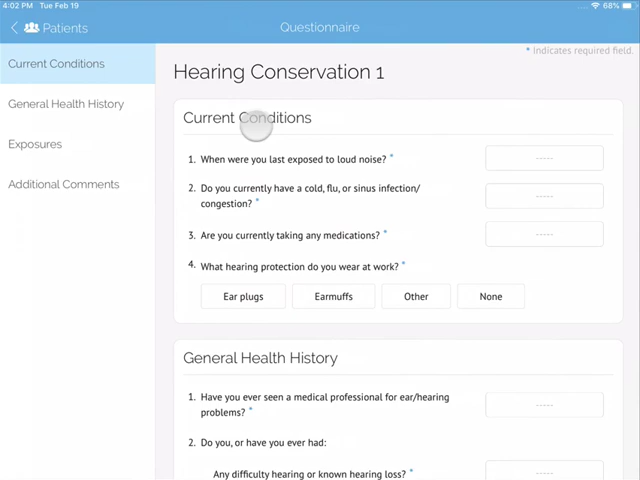 4:02 PM Tue Feb 19
68%
Patients
Questionnaire
* Indicates required field.
Current Conditions
General Health History
Exposures
Additional Comments
Hearing Conservation 1
Current Conditions
1. When were you last exposed to loud noise? *
-----
2. Do you currently have a cold, flu, or sinus infection/
congestion? *
-----
3. Are you currently taking any medications? *
-----
4. What hearing protection do you wear at work? *
Ear plugs Earmuffs Other None
General Health History
1. Have you ever seen a medical professional for ear/hearing
problems? *
-----
2. Do you, or have you ever had:
Any difficulty hearing or known hearing loss? *
-----